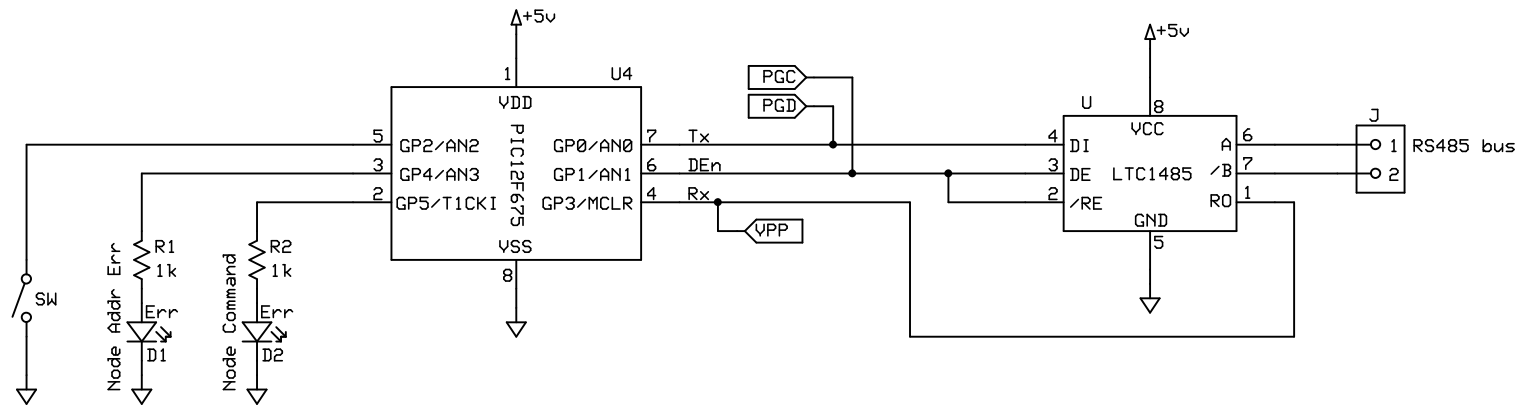 +5v
+5v
1
U4
PGC
PGD
U
8
J
VDD
VCC
5
GP2/AN2
PIC12F675
GP0/AN0
7
Tx
4
DI
A
6
1
RS485 bus
3
GP4/AN3
GP1/AN1
6
DEn
3
DE
LTC1485
/B
7
2
2
GP5/T1CKI
GP3/MCLR
4
Rx
2
/RE
RO
1
VPP
GND
5
VSS
8
R1
1k
R2
1k
SW
Node Addr Err
Err
D1
Node Command
Err
D2